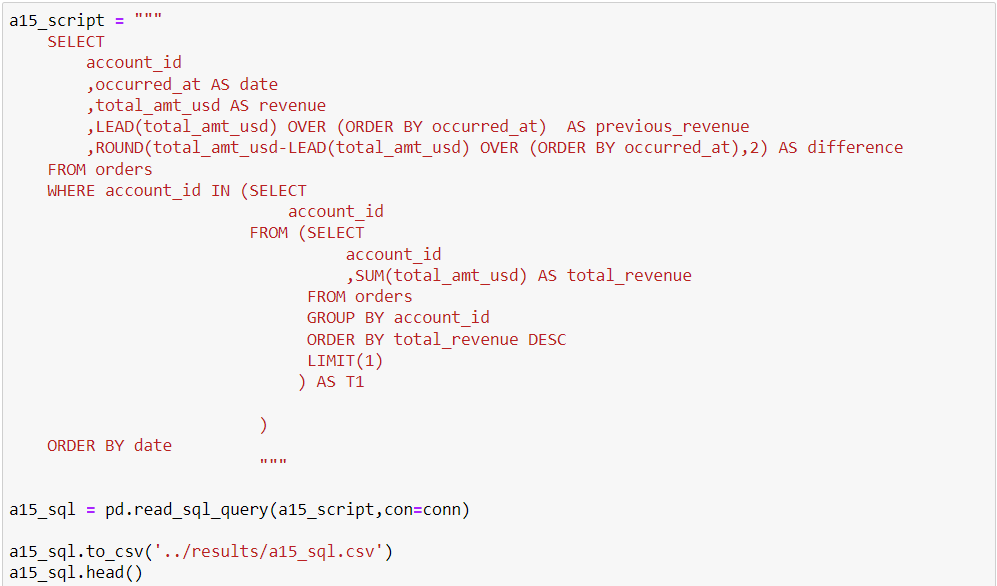 a15_script = """
    SELECT
        account_id
        ,occurred_at AS date
        ,total_amt_usd AS revenue
        ,LEAD(total_amt_usd) OVER (ORDER BY occurred_at)  AS previous_revenue
        ,ROUND(total_amt_usd-LEAD(total_amt_usd) OVER (ORDER BY occurred_at),2) AS difference
    FROM orders
    WHERE account_id IN (SELECT
                             account_id
                         FROM (SELECT
                                   account_id
                                   ,SUM(total_amt_usd) AS total_revenue
                               FROM orders
                               GROUP BY account_id
                               ORDER BY total_revenue DESC
                               LIMIT(1)
                              ) AS T1
                          )
    ORDER BY date
                          """
a15_sql = pd.read_sql_query(a15_script,con=conn)
a15_sql.to_csv('../results/a15_sql.csv')
a15_sql.head()